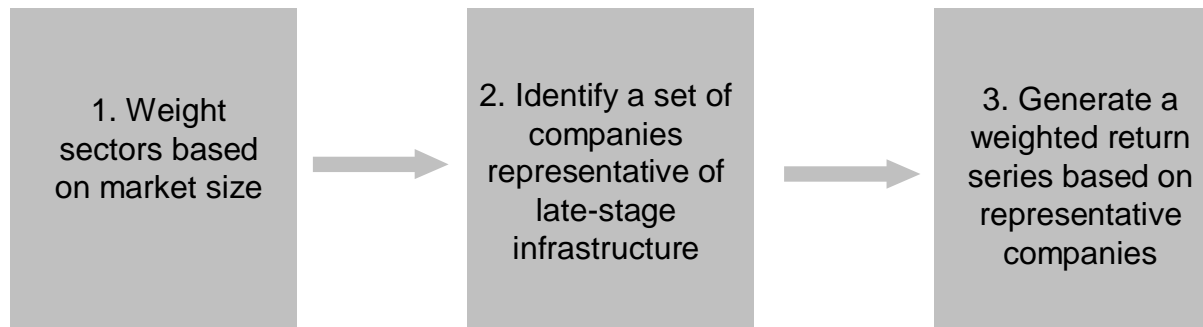 1. Weight
sectors based
on market size
2. Identify a set of
companies
representative of
late-stage
infrastructure
3. Generate a
weighted return
series based on
representative
companies